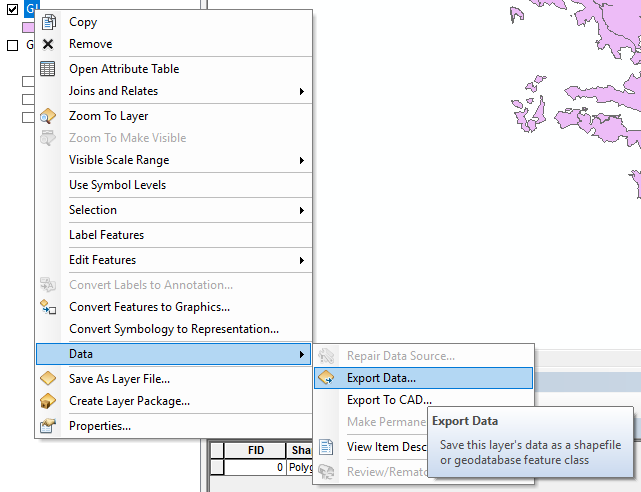 GI
Copy
Remove
G
Open Attribute Table
Joins and Relates
Zoom To Layer
Zoom To Make Visible
Visible Scale Range
Use Symbol Levels
Selection
Label Features
Edit Features
Convert Labels to Annotation...
Convert Features to Graphics...
Convert Symbology to Representation...
Data
Repair Data Source...
Save As Layer File...
Export Data...
Create Layer Package...
Export To CAD...
Make Permane
Export Data
Properties...
Save this layer's data as a shapefile
or geodatabase feature class
View Item Desc
FID
Sha
0 Polyg
Review/Remato